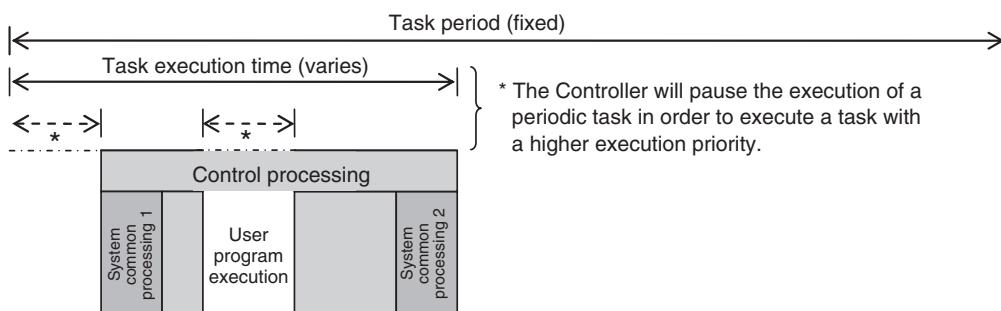 Task period (fixed)
Task execution time (varies)
* The Controller will pause the execution of a
periodic task in order to execute a task with
a higher execution priority.
*
*
Control processing
System
common
processing 1
User
program
execution
System
common
processing 2